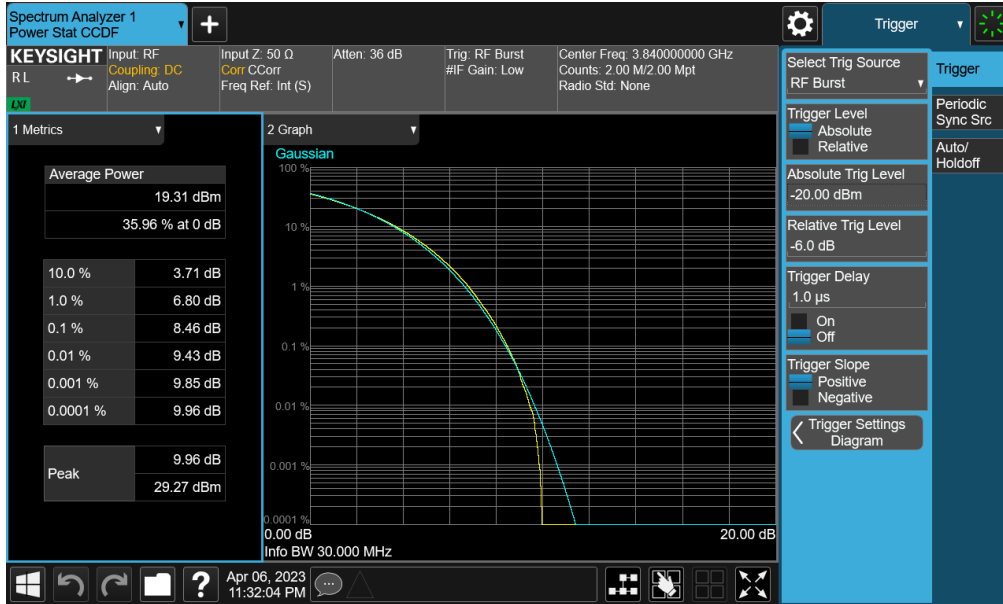 Spectrum Analyzer 1
Power Stat CCDF
Trigger
KEYSIGHT
R L
LXI
Input: RF
Coupling: DC
Align: Auto
Input Z: 50 Ω
Corr CCorr
Freq Ref: Int (S)
Atten: 36 dB
Trig: RF Burst
#IF Gain: Low
Center Freq: 3.840000000 GHz
Counts: 2.00 M/2.00 Mpt
Radio Std: None
1 Metrics
Average Power
19.31 dBm
35.96 % at 0 dB
10.0 % 3.71 dB
1.0 % 6.80 dB
0.1 % 8.46 dB
0.01 % 9.43 dB
0.001 % 9.85 dB
0.0001 % 9.96 dB
Peak
9.96 dB
29.27 dBm
2 Graph
Gaussian
100 %
10 %
1 %
0.1 %
0.01 %
0.001 %
0.0001 %
0.00 dB 20.00 dB
Info BW 30.000 MHz
Select Trig Source
RF Burst
Trigger Level
Absolute
Relative
Absolute Trig Level
-20.00 dBm
Relative Trig Level
-6.0 dB
Trigger Delay
1.0 µs
On
Off
Trigger Slope
Positive
Negative
Trigger Settings
Diagram
Trigger
Periodic
Sync Src
Auto/
Holdoff
?
Apr 06, 2023
11:32:04 PM